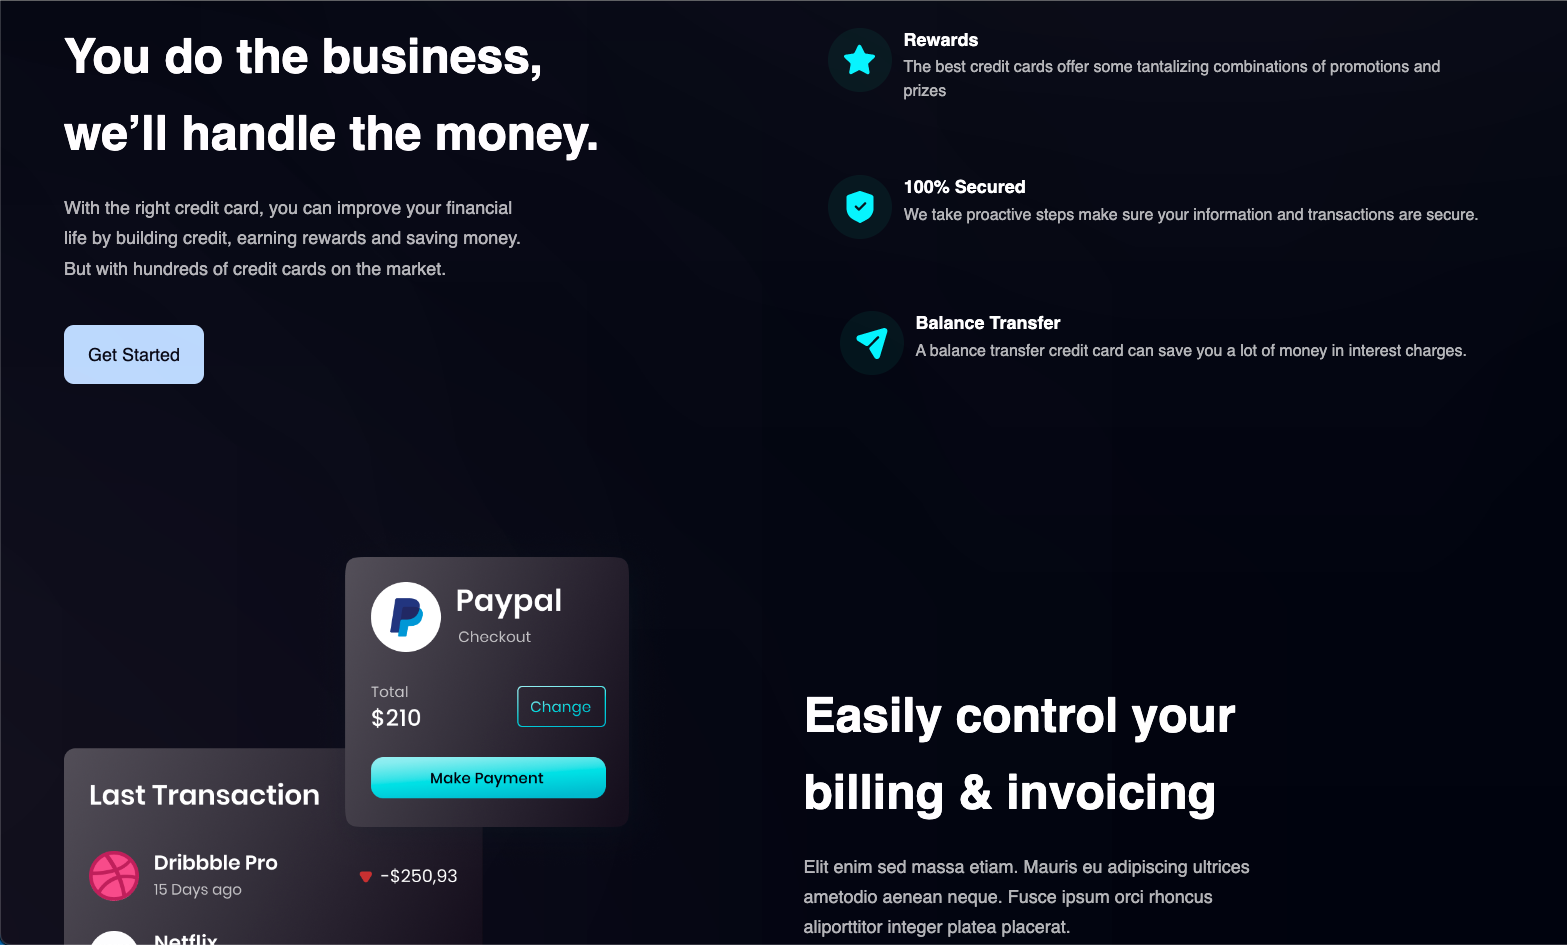 You do the business,
we’ll handle the money.
With the right credit card, you can improve your financial
life by building credit, earning rewards and saving money.
But with hundreds of credit cards on the market.
Get Started
Rewards
The best credit cards offer some tantalizing combinations of promotions and
prizes
100% Secured
We take proactive steps make sure your information and transactions are secure.
Balance Transfer
A balance transfer credit card can save you a lot of money in interest charges.
Paypal
Checkout
Total
$210
Change
Make Payment
Last Transaction
Dribbble Pro
15 Days ago
-$250,93
Netflix
Easily control your
billing & invoicing
Elit enim sed massa etiam. Mauris eu adipiscing ultrices
ametodio aenean neque. Fusce ipsum orci rhoncus
aliporttitor integer platea placerat.